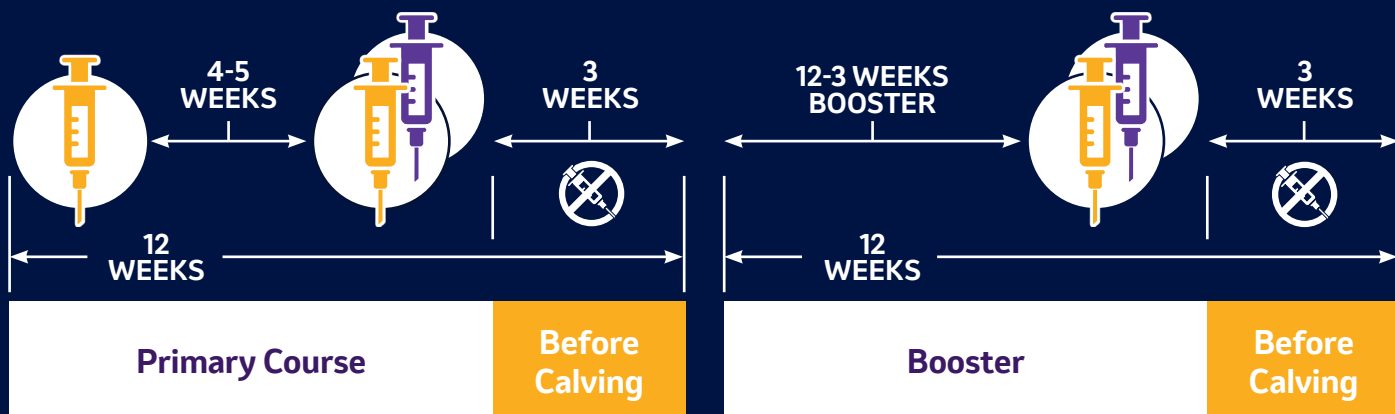 4-5
WEEKS
3
WEEKS
12
WEEKS
Primary Course
Before
Calving
12-3 WEEKS
BOOSTER
3
WEEKS
12
WEEKS
Booster
Before
Calving